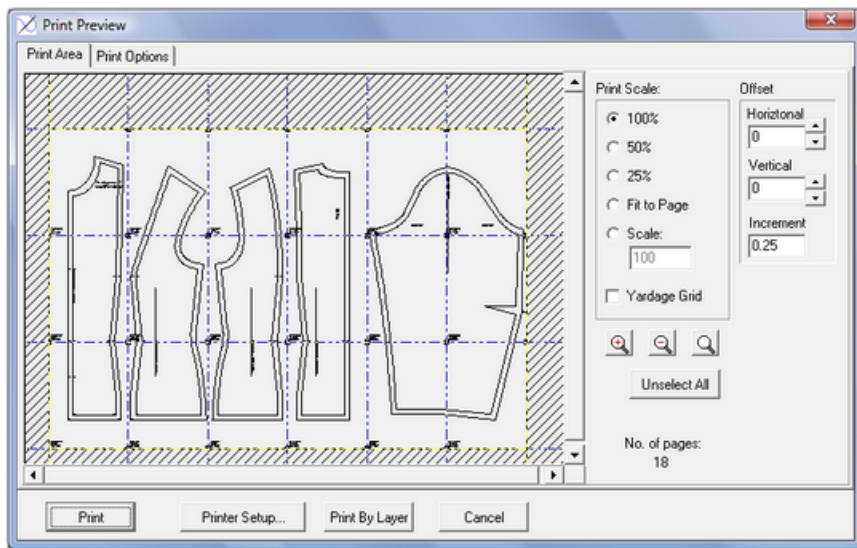 Print Preview
Print Area
Print Options
Print Scale:
100%
50%
25%
Fit to Page
Scale:
100
Yardage Grid
Offset
Horiztonal
0
Vertical
0
Increment
0.25
Unselect All
No. of pages:
18
Print
Printer Setup...
Print By Layer
Cancel